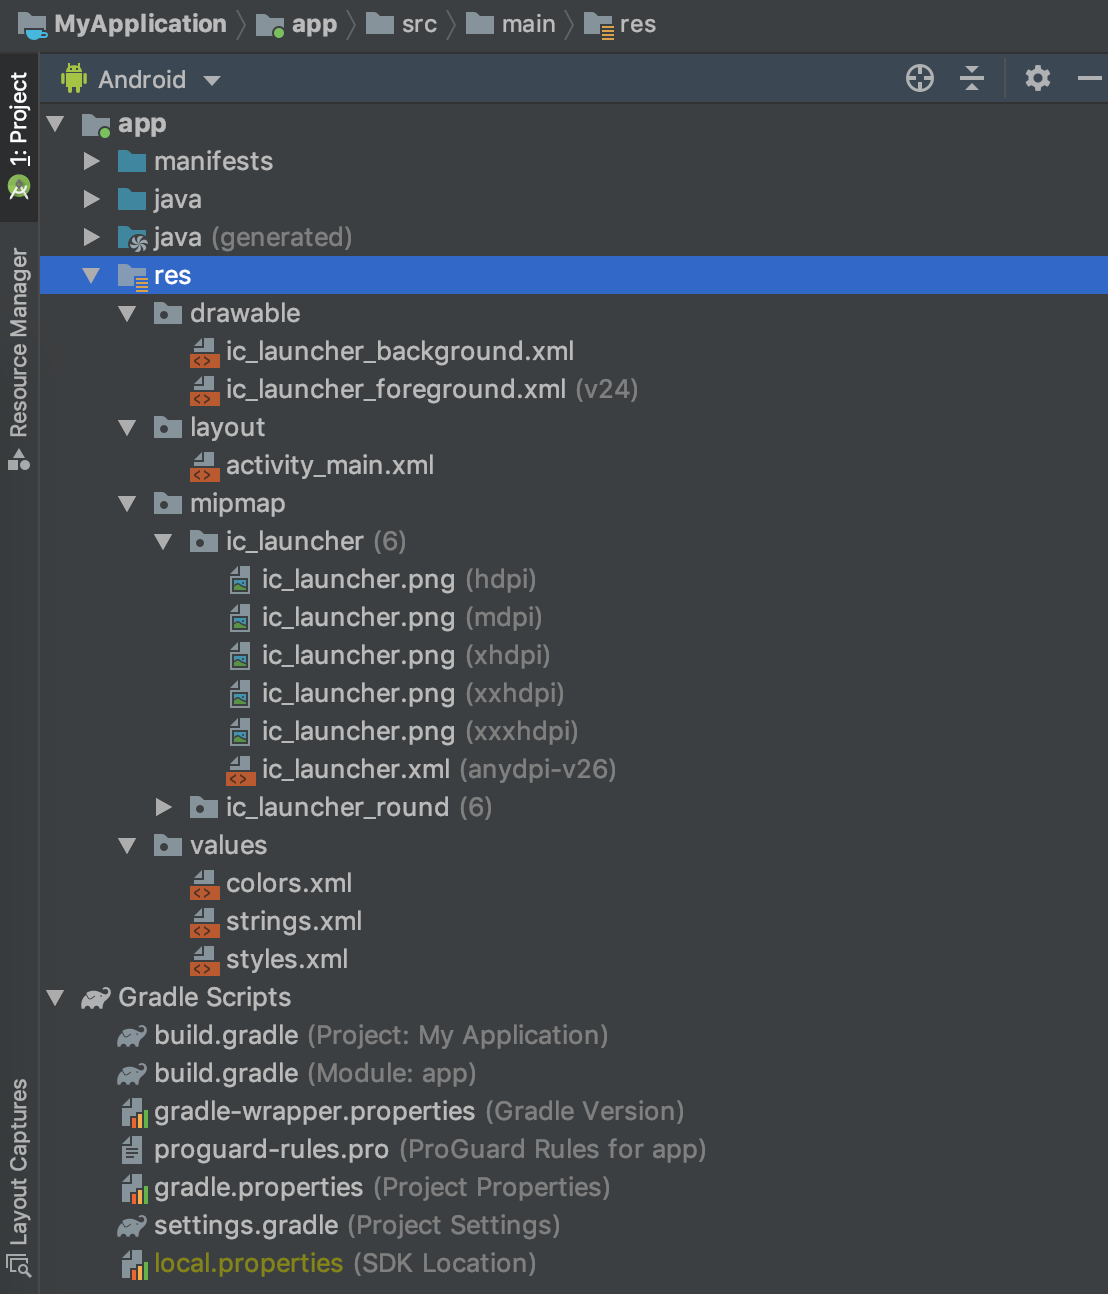 MyApplication app src main res
1: Project
Resource Manager
Layout Captures
Android
app
manifests
java
java (generated)
res
drawable
ic_launcher_background.xml
ic_launcher_foreground.xml (v24)
layout
activity_main.xml
mipmap
ic_launcher (6)
ic_launcher.png (hdpi)
ic_launcher.png (mdpi)
ic_launcher.png (xhdpi)
ic_launcher.png (xxhdpi)
ic_launcher.png (xxxhdpi)
ic_launcher.xml (anydpi-v26)
ic_launcher_round (6)
values
colors.xml
strings.xml
styles.xml
Gradle Scripts
build.gradle (Project: My Application)
build.gradle (Module: app)
gradle-wrapper.properties (Gradle Version)
proguard-rules.pro (ProGuard Rules for app)
gradle.properties (Project Properties)
settings.gradle (Project Settings)
local.properties (SDK Location)